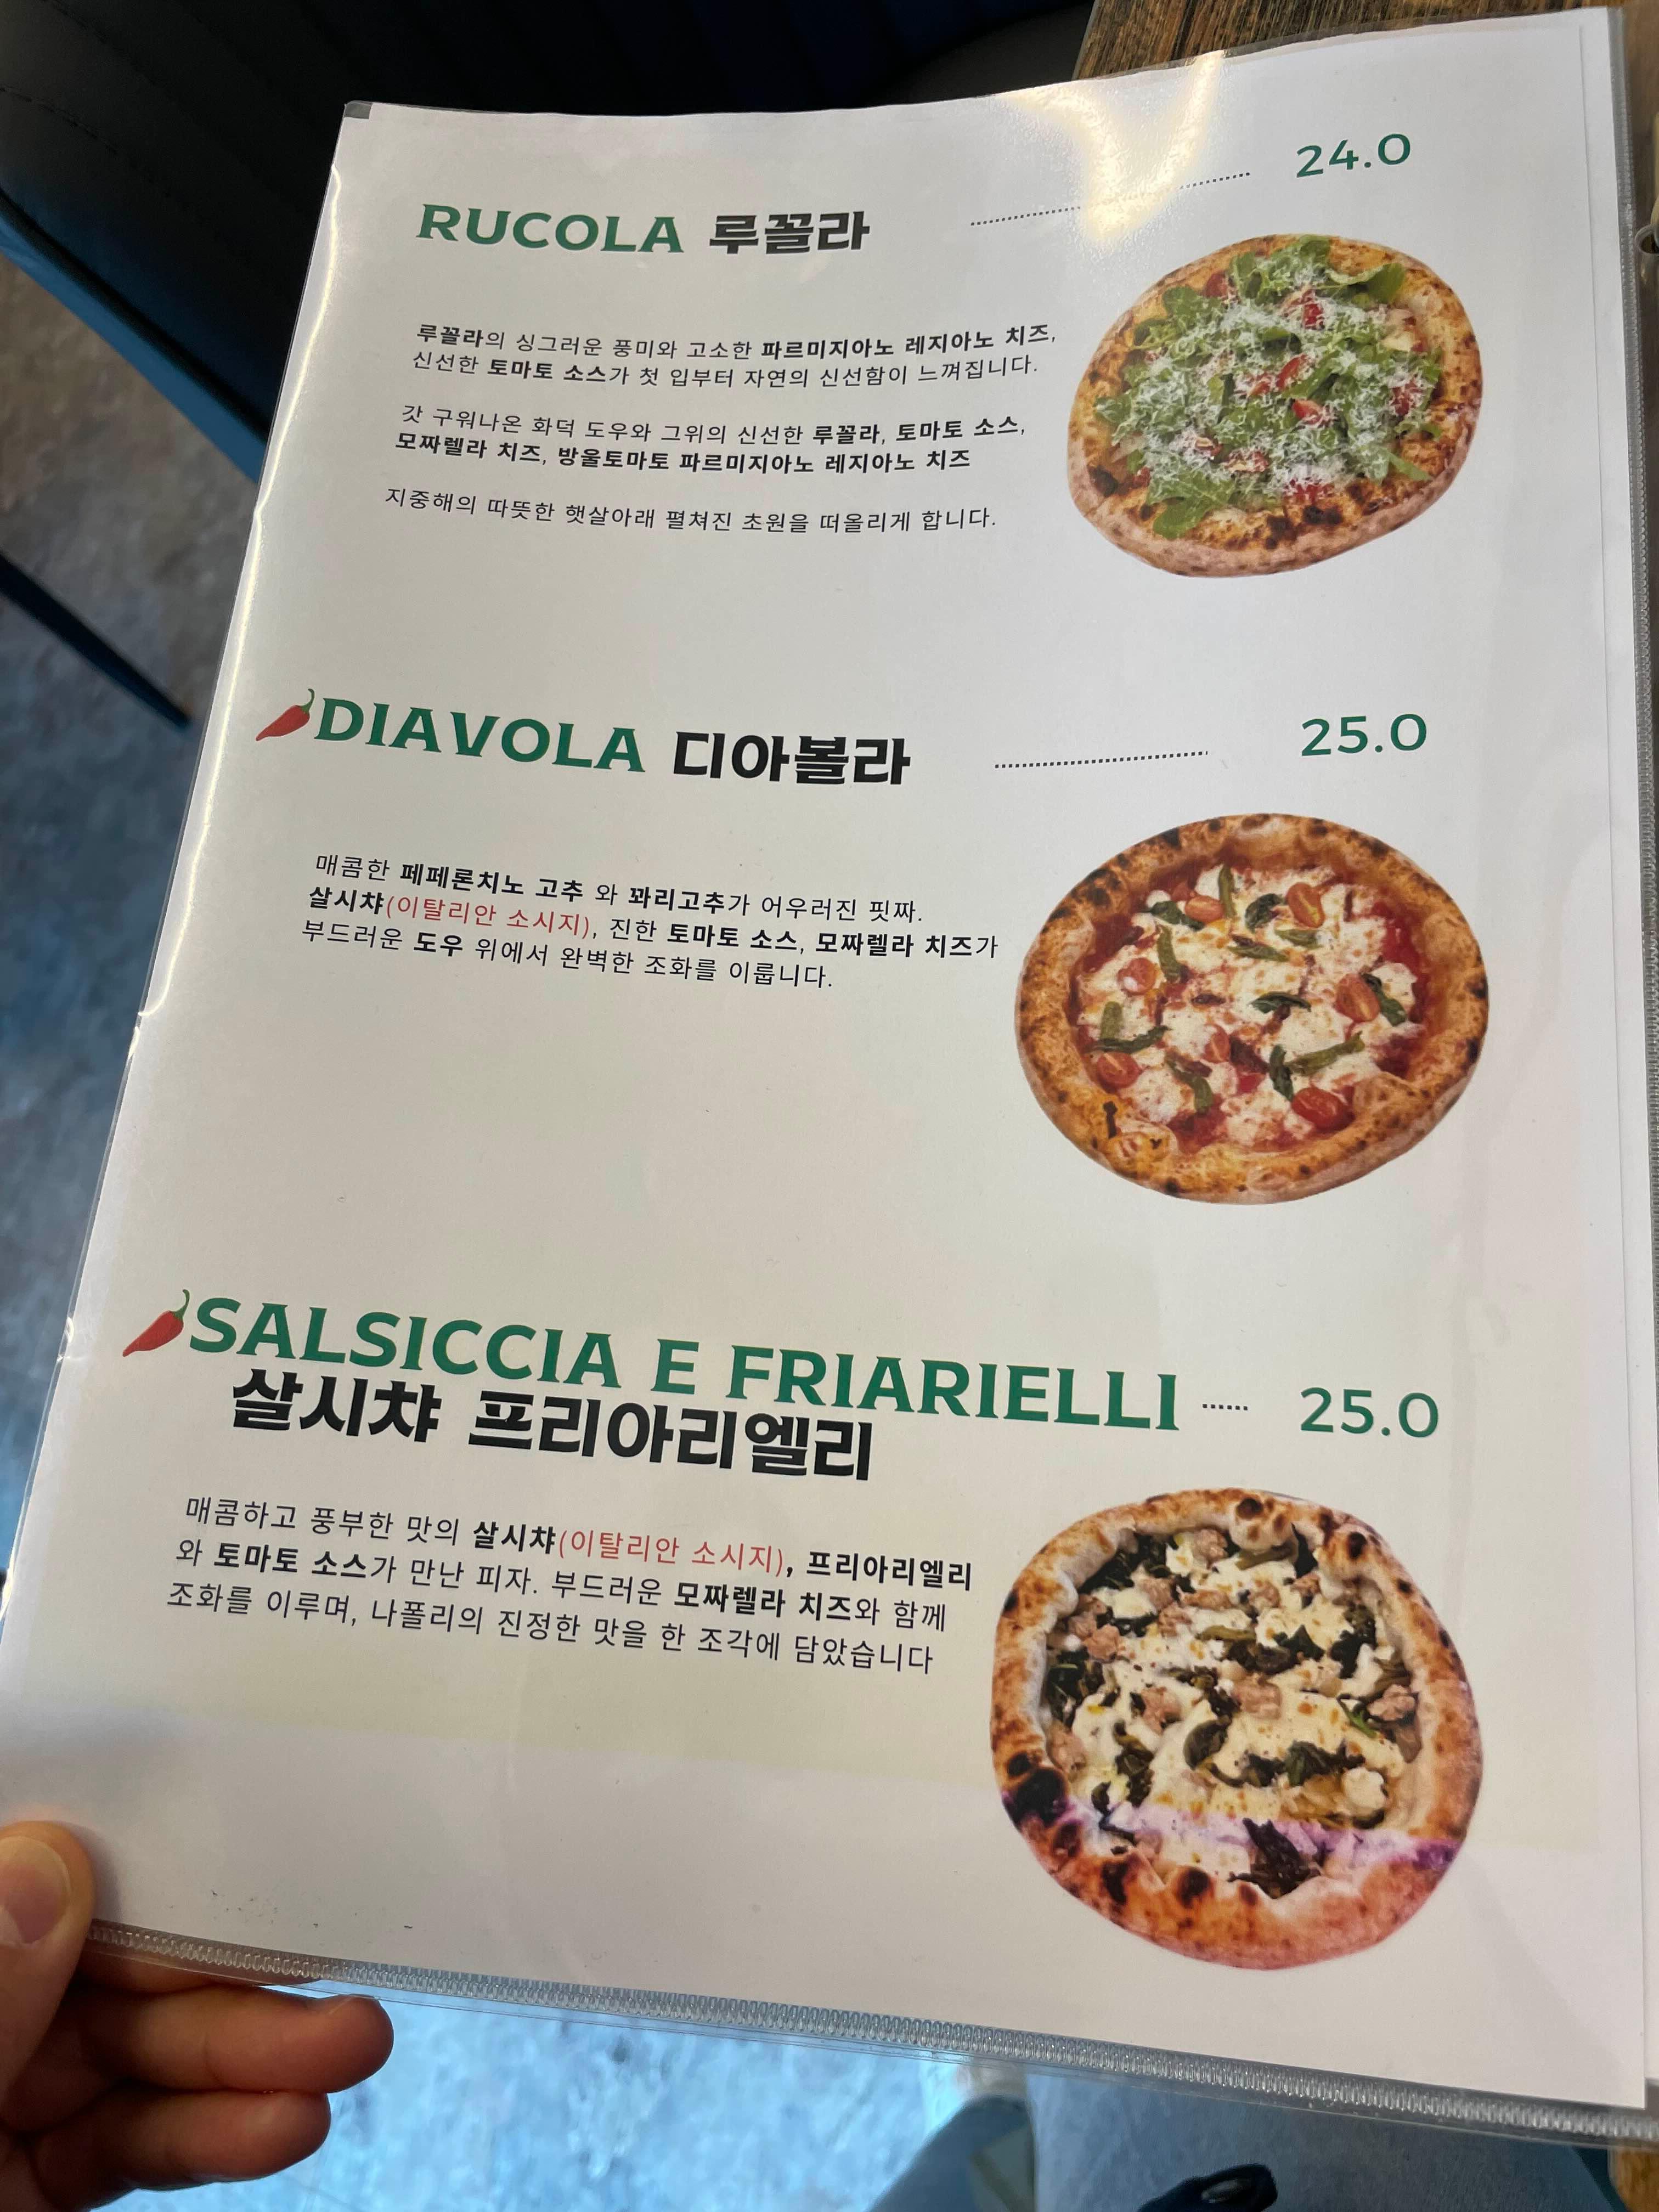 RUCOLA 루꼴라 24.0
루꼴라의 싱그러운 풍미와 고소한 파르미지아노 레지아노 치즈,
신선한 토마토 소스가 첫 입부터 자연의 신선함이 느껴집니다.
갓 구워나온 화덕 도우와 그위의 신선한 루꼴라, 토마토 소스,
모짜렐라 치즈, 방울토마토 파르미지아노 레지아노 치즈
지중해의 따뜻한 햇살아래 펼쳐진 초원을 떠올리게 합니다.
DIAVOLA 디아볼라 25.0
매콤한 페페론치노 고추 와 꽈리고추가 어우러진 핏짜.
살시챠(이탈리안 소시지), 진한 토마토 소스, 모짜렐라 치즈가
부드러운 도우 위에서 완벽한 조화를 이룹니다.
SALSICCIA E FRIARIELLI 25.0
살시챠 프리아리엘리
매콤하고 풍부한 맛의 살시챠(이탈리안 소시지), 프리아리엘리
와 토마토 소스가 만난 피자. 부드러운 모짜렐라 치즈와 함께
조화를 이루며, 나폴리의 진정한 맛을 한 조각에 담았습니다